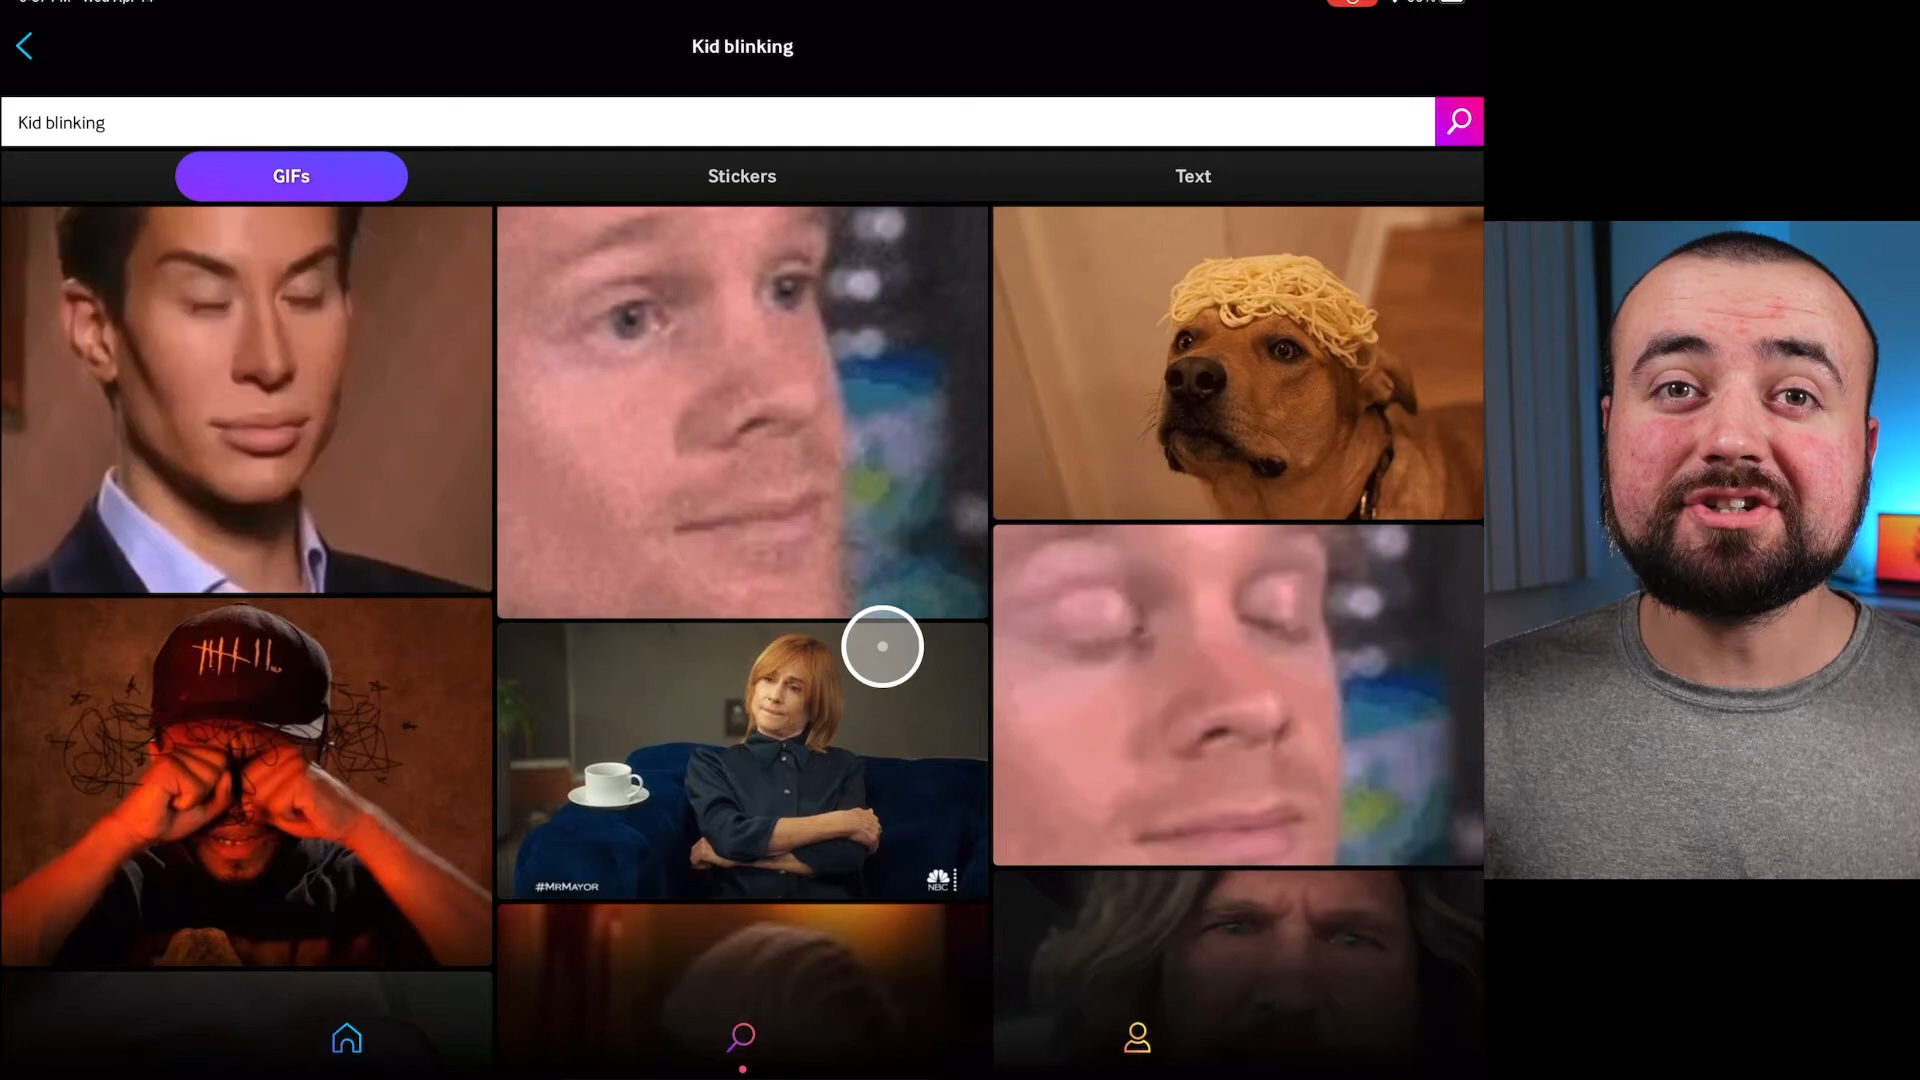 Kid blinking
Kid blinking
GIFs
Stickers
Text
#MRMAYOR
NBC